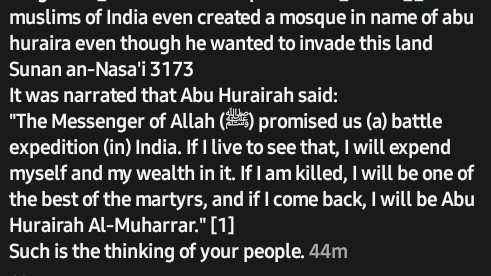 muslims of India even created a mosque in name of abu
huraira even though he wanted to invade this land
Sunan an-Nasa'i 3173
It was narrated that Abu Hurairah said:
"The Messenger of Allah (ﷺ) promised us (a) battle
expedition (in) India. If I live to see that, I will expend
myself and my wealth in it. If I am killed, I will be one of
the best of the martyrs, and if I come back, I will be Abu
Hurairah Al-Muharrar." [1]
Such is the thinking of your people. 44m